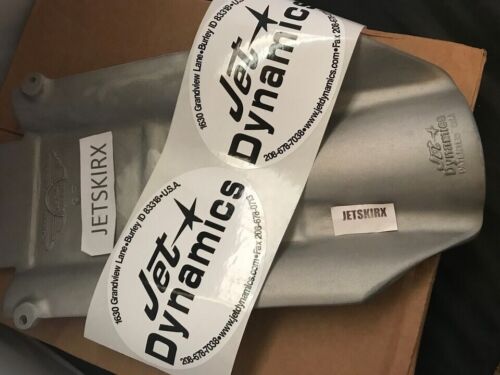 1630 Grandview Lane•Burley ID 83318•U.S.A.
Jet
Dynamics
208-678-7038•www.jetdynamics.com•Fax 208-678-
1630 Grandview Lane•Burley ID 83318•U.S.A.
Jet
Dynamics
208-678-7038•www.jetdynamics.com•Fax 208-678-
JETSKIRX
JETSKIRX
Jet
Dynamics